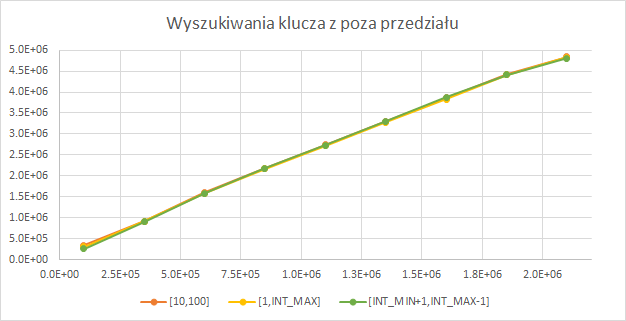 Wyszukiwania klucza z poza przedziału
5.0E+06
4.5E+06
4.0E+06
3.5E+06
3.0E+06
2.5E+06
2.0E+06
1.5E+06
1.0E+06
5.0E+05
0.0E+00
0.0E+00 2.5E+05 5.0E+05 7.5E+05 1.0E+06 1.3E+06 1.5E+06 1.8E+06 2.0E+06
[10,100] [1,INT_MAX] [INT_MIN+1,INT_MAX-1]